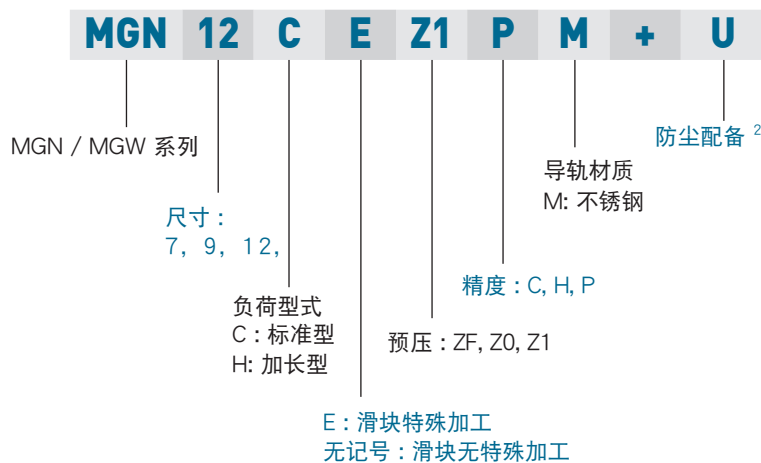 MGN 12 C E Z1 P M + U
MGN / MGW 系列
尺寸：
7, 9, 12,
负荷型式
C：标准型
H: 加长型
E：滑块特殊加工
无记号：滑块无特殊加工
预压：ZF, Z0, Z1
精度：C, H, P
导轨材质
M: 不锈钢
防尘配备 2